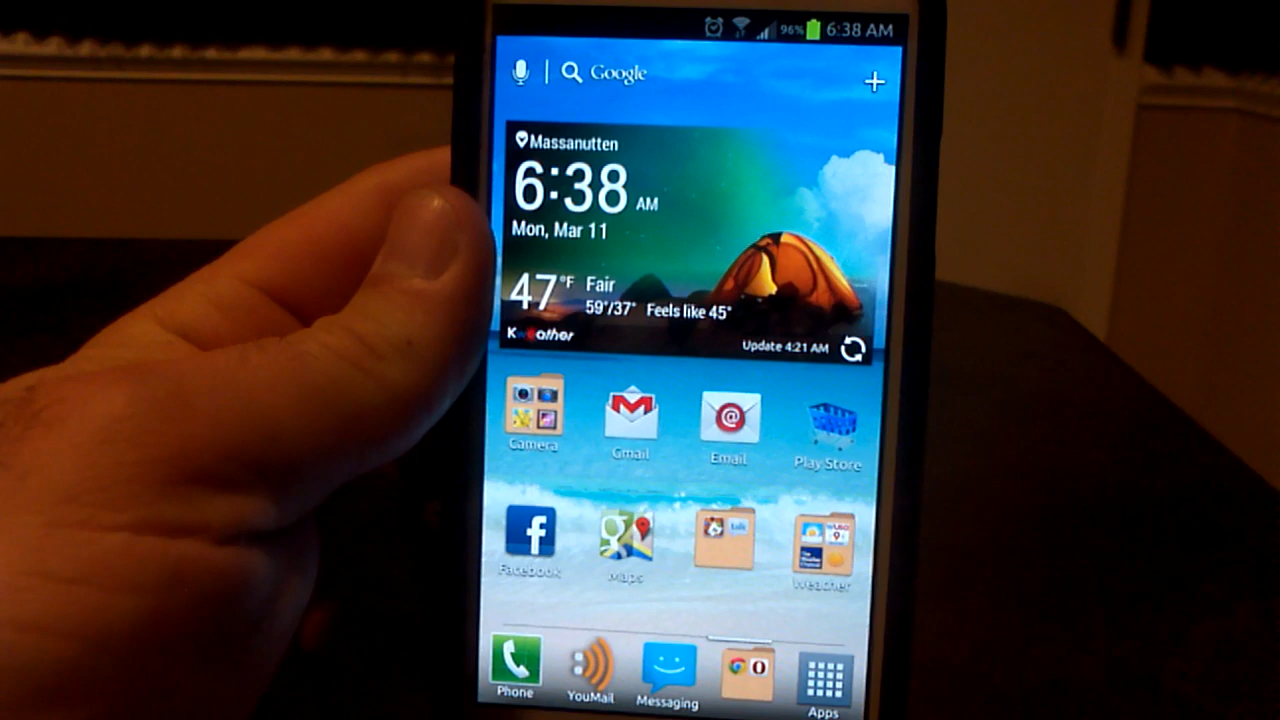 96% 6:38 AM
Google
Massanutten
6:38 AM
Mon, Mar 11
47°F Fair
59°/37° Feels like 45°
Kweather
Update 4:21 AM
Camera Gmail Email Play Store
Facebook Maps Weather
Phone YouMail Messaging Apps